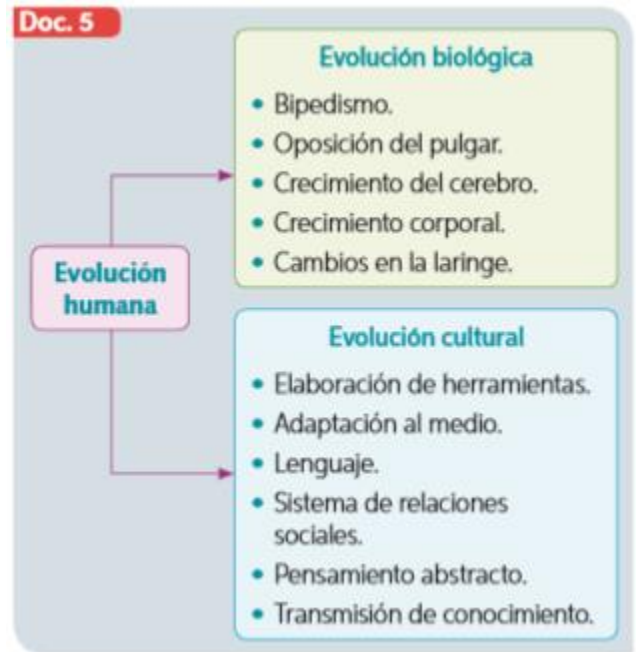 Doc. 5
Evolución biológica
• Bipedismo.
• Oposición del pulgar.
• Crecimiento del cerebro.
• Crecimiento corporal.
• Cambios en la laringe.
Evolución
humana
Evolución cultural
• Elaboración de herramientas.
• Adaptación al medio.
• Lenguaje.
• Sistema de relaciones
sociales.
• Pensamiento abstracto.
• Transmisión de conocimiento.